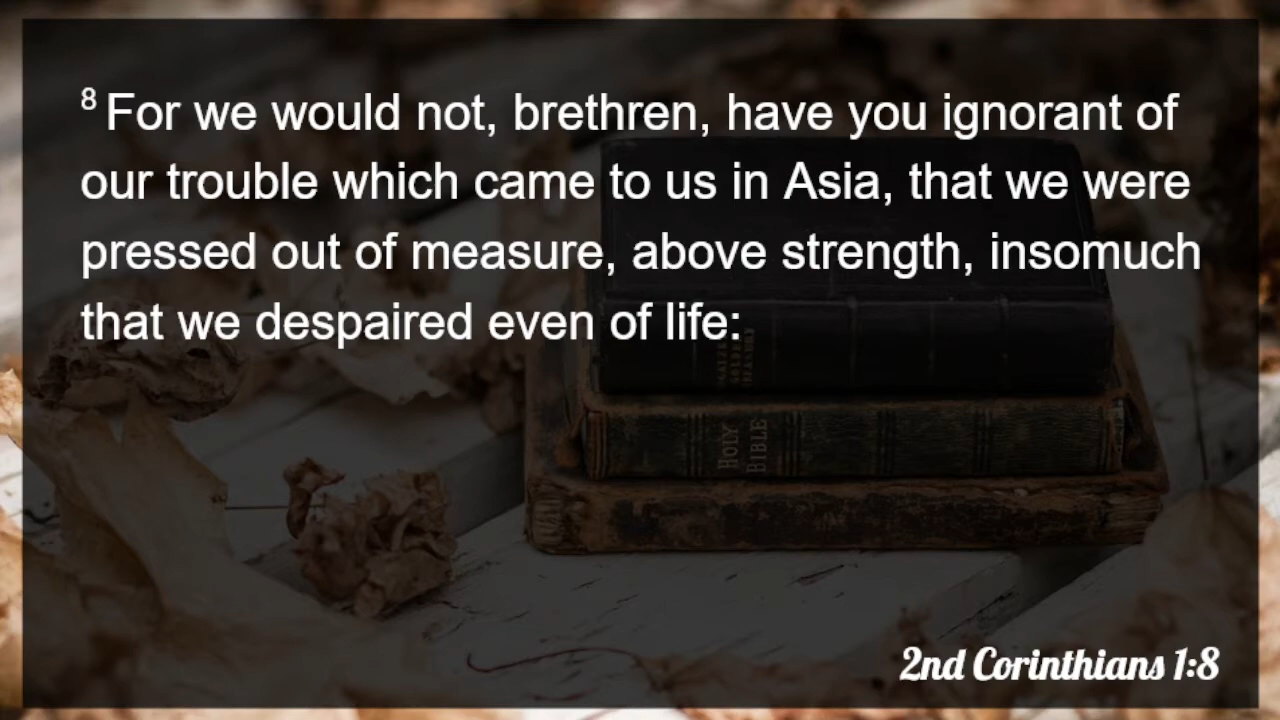 8 For we would not, brethren, have you ignorant of
our trouble which came to us in Asia, that we were
pressed out of measure, above strength, insomuch
that we despaired even of life:
HOLY
BIBLE
2nd Corinthians 1:8